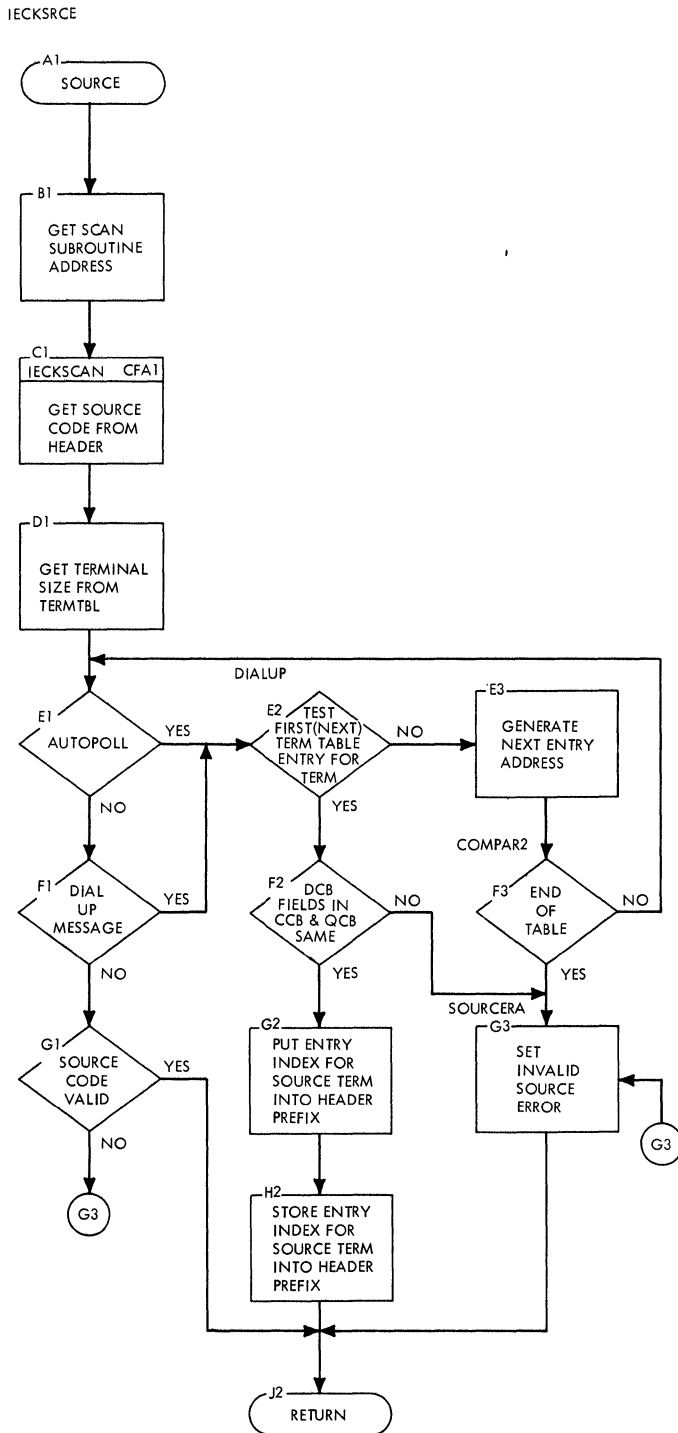 IECKSRCE
A1
SOURCE
B1
GET SCAN
SUBROUTINE
ADDRESS
C1
IECKSCAN CFA1
GET SOURCE
CODE FROM
HEADER
D1
GET TERMINAL
SIZE FROM
TERMTBL
DIALUP
E1
AUTOPOLL
YES
NO
E2
TEST
FIRST(NEXT)
TERM TABLE
ENTRY FOR
TERM
NO
YES
E3
GENERATE
NEXT ENTRY
ADDRESS
COMPAR2
F1
DIAL
UP
MESSAGE
YES
NO
F2
DCB
FIELDS IN
CCB & QCB
SAME
NO
YES
F3
END
OF
TABLE
NO
YES
SOURCERA
G1
SOURCE
CODE
VALID
YES
NO
G3
G2
PUT ENTRY
INDEX FOR
SOURCE TERM
INTO HEADER
PREFIX
G3
SET
INVALID
SOURCE
ERROR
G3
H2
STORE ENTRY
INDEX FOR
SOURCE TERM
INTO HEADER
PREFIX
J2
RETURN